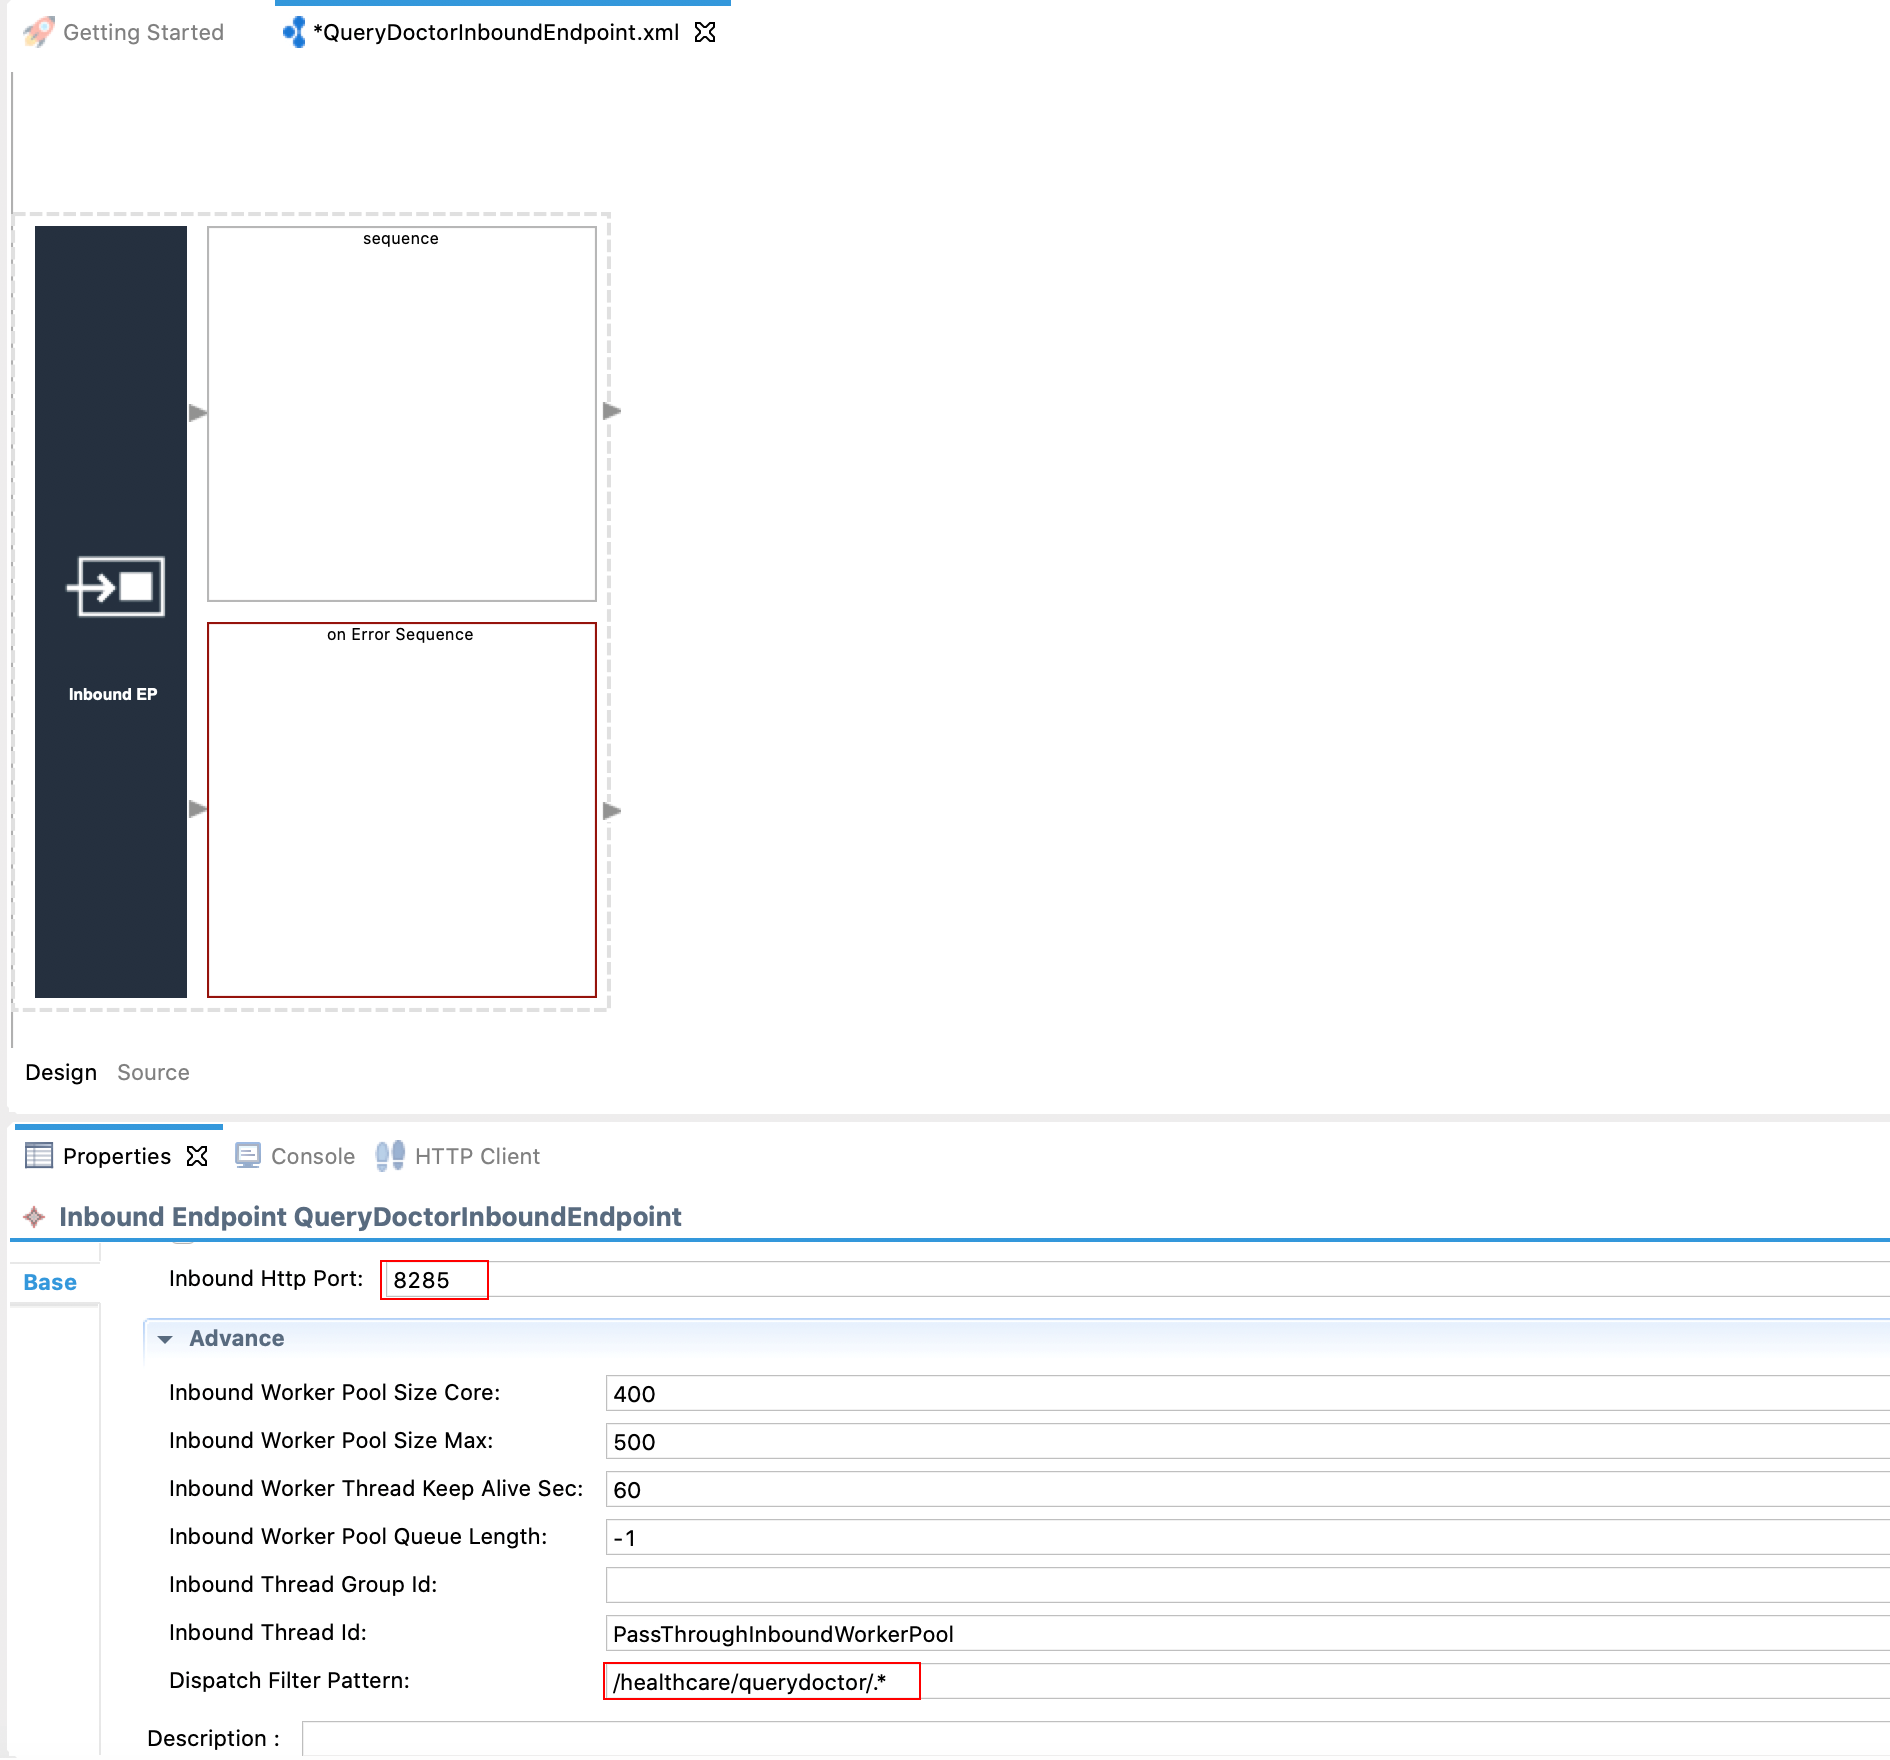 Getting Started
*QueryDoctorInboundEndpoint.xml
sequence
on Error Sequence
Inbound EP
Design Source
Properties Console HTTP Client
Inbound Endpoint QueryDoctorInboundEndpoint
Base
Inbound Http Port: 8285
Advance
Inbound Worker Pool Size Core: 400
Inbound Worker Pool Size Max: 500
Inbound Worker Thread Keep Alive Sec: 60
Inbound Worker Pool Queue Length: -1
Inbound Thread Group Id:
Inbound Thread Id: PassThroughInboundWorkerPool
Dispatch Filter Pattern: /healthcare/querydoctor/.*
Description :